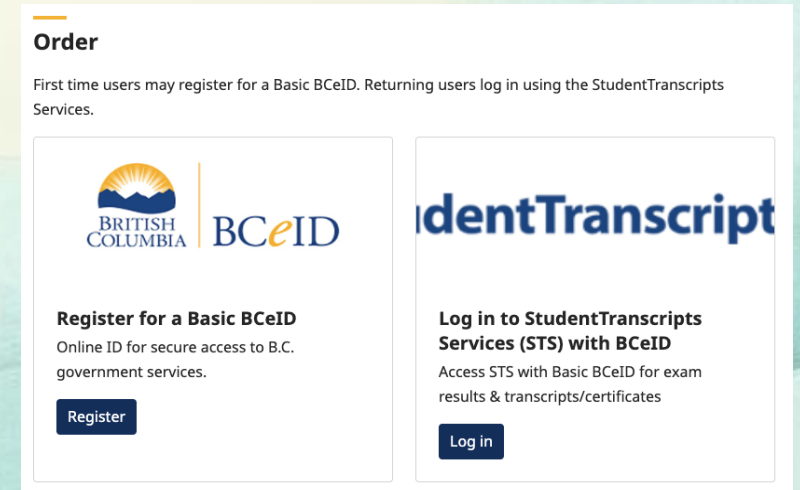 Order
First time users may register for a Basic BCeID. Returning users log in using the StudentTranscripts
Services.
BRITISH
COLUMBIA
BCeID
Register for a Basic BCeID
Online ID for secure access to B.C.
government services.
Register
dentTranscript
Log in to StudentTranscripts
Services (STS) with BCeID
Access STS with Basic BCeID for exam
results & transcripts/certificates
Log in